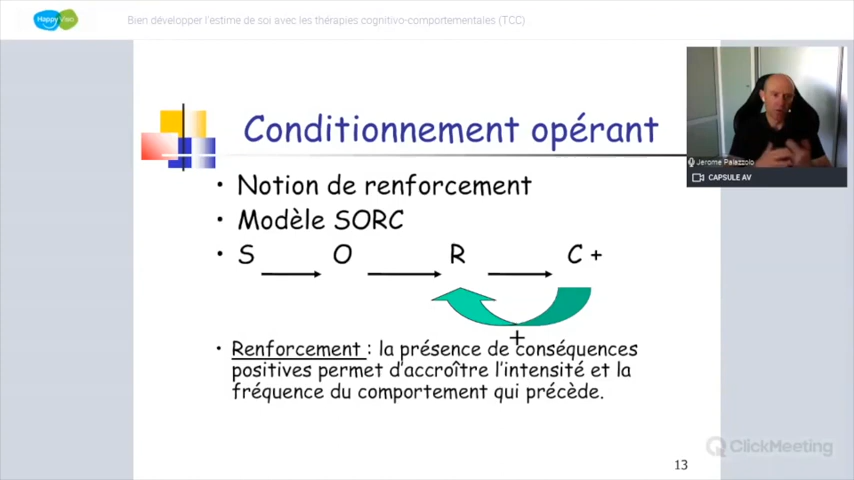 Happy Visio
Bien développer l'estime de soi avec les thérapies cognitivo-comportementales (TCC)
Conditionnement opérant
Jerome Palazzolo
CAPSULE AV
• Notion de renforcement
• Modèle SORC
• S O R C +
+
• Renforcement : la présence de conséquences
positives permet d'accroître l'intensité et la
fréquence du comportement qui précède.
ClickMeeting
13